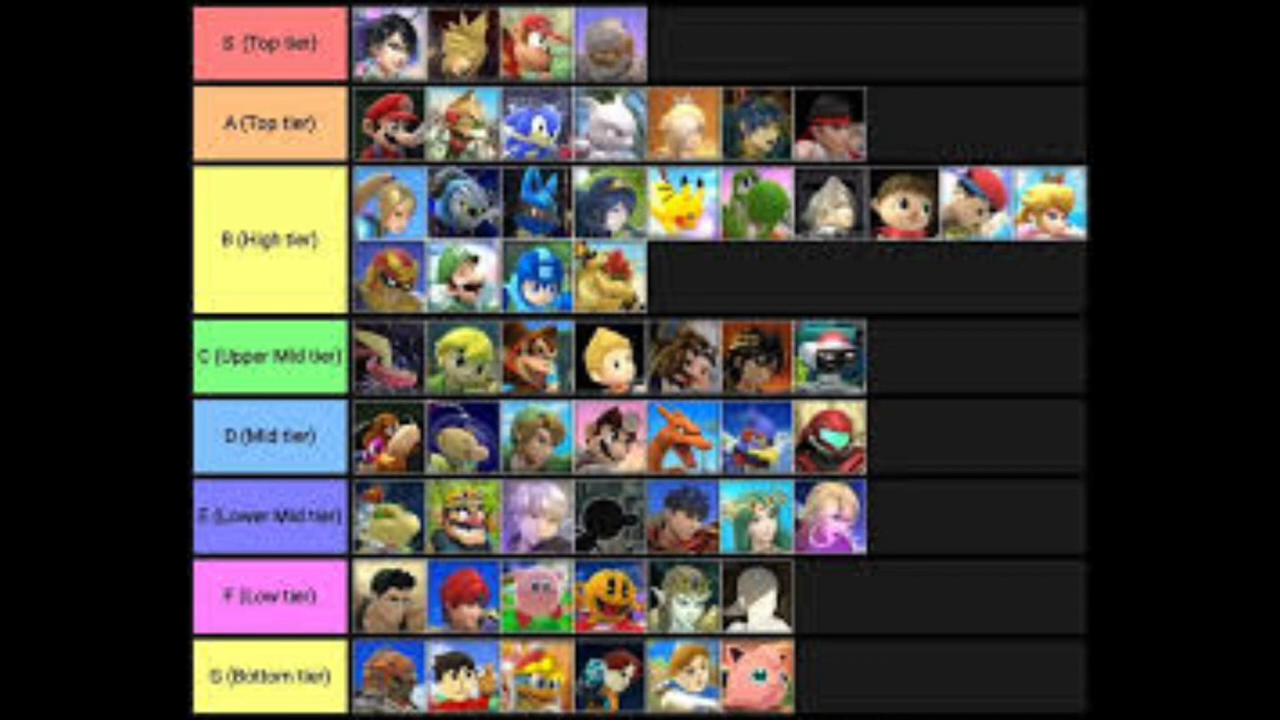 S (Top tier)
A (Top tier)
B (High tier)
C (Upper Mid tier)
D (Mid tier)
E (Lower Mid tier)
F (Low tier)
G (Bottom tier)